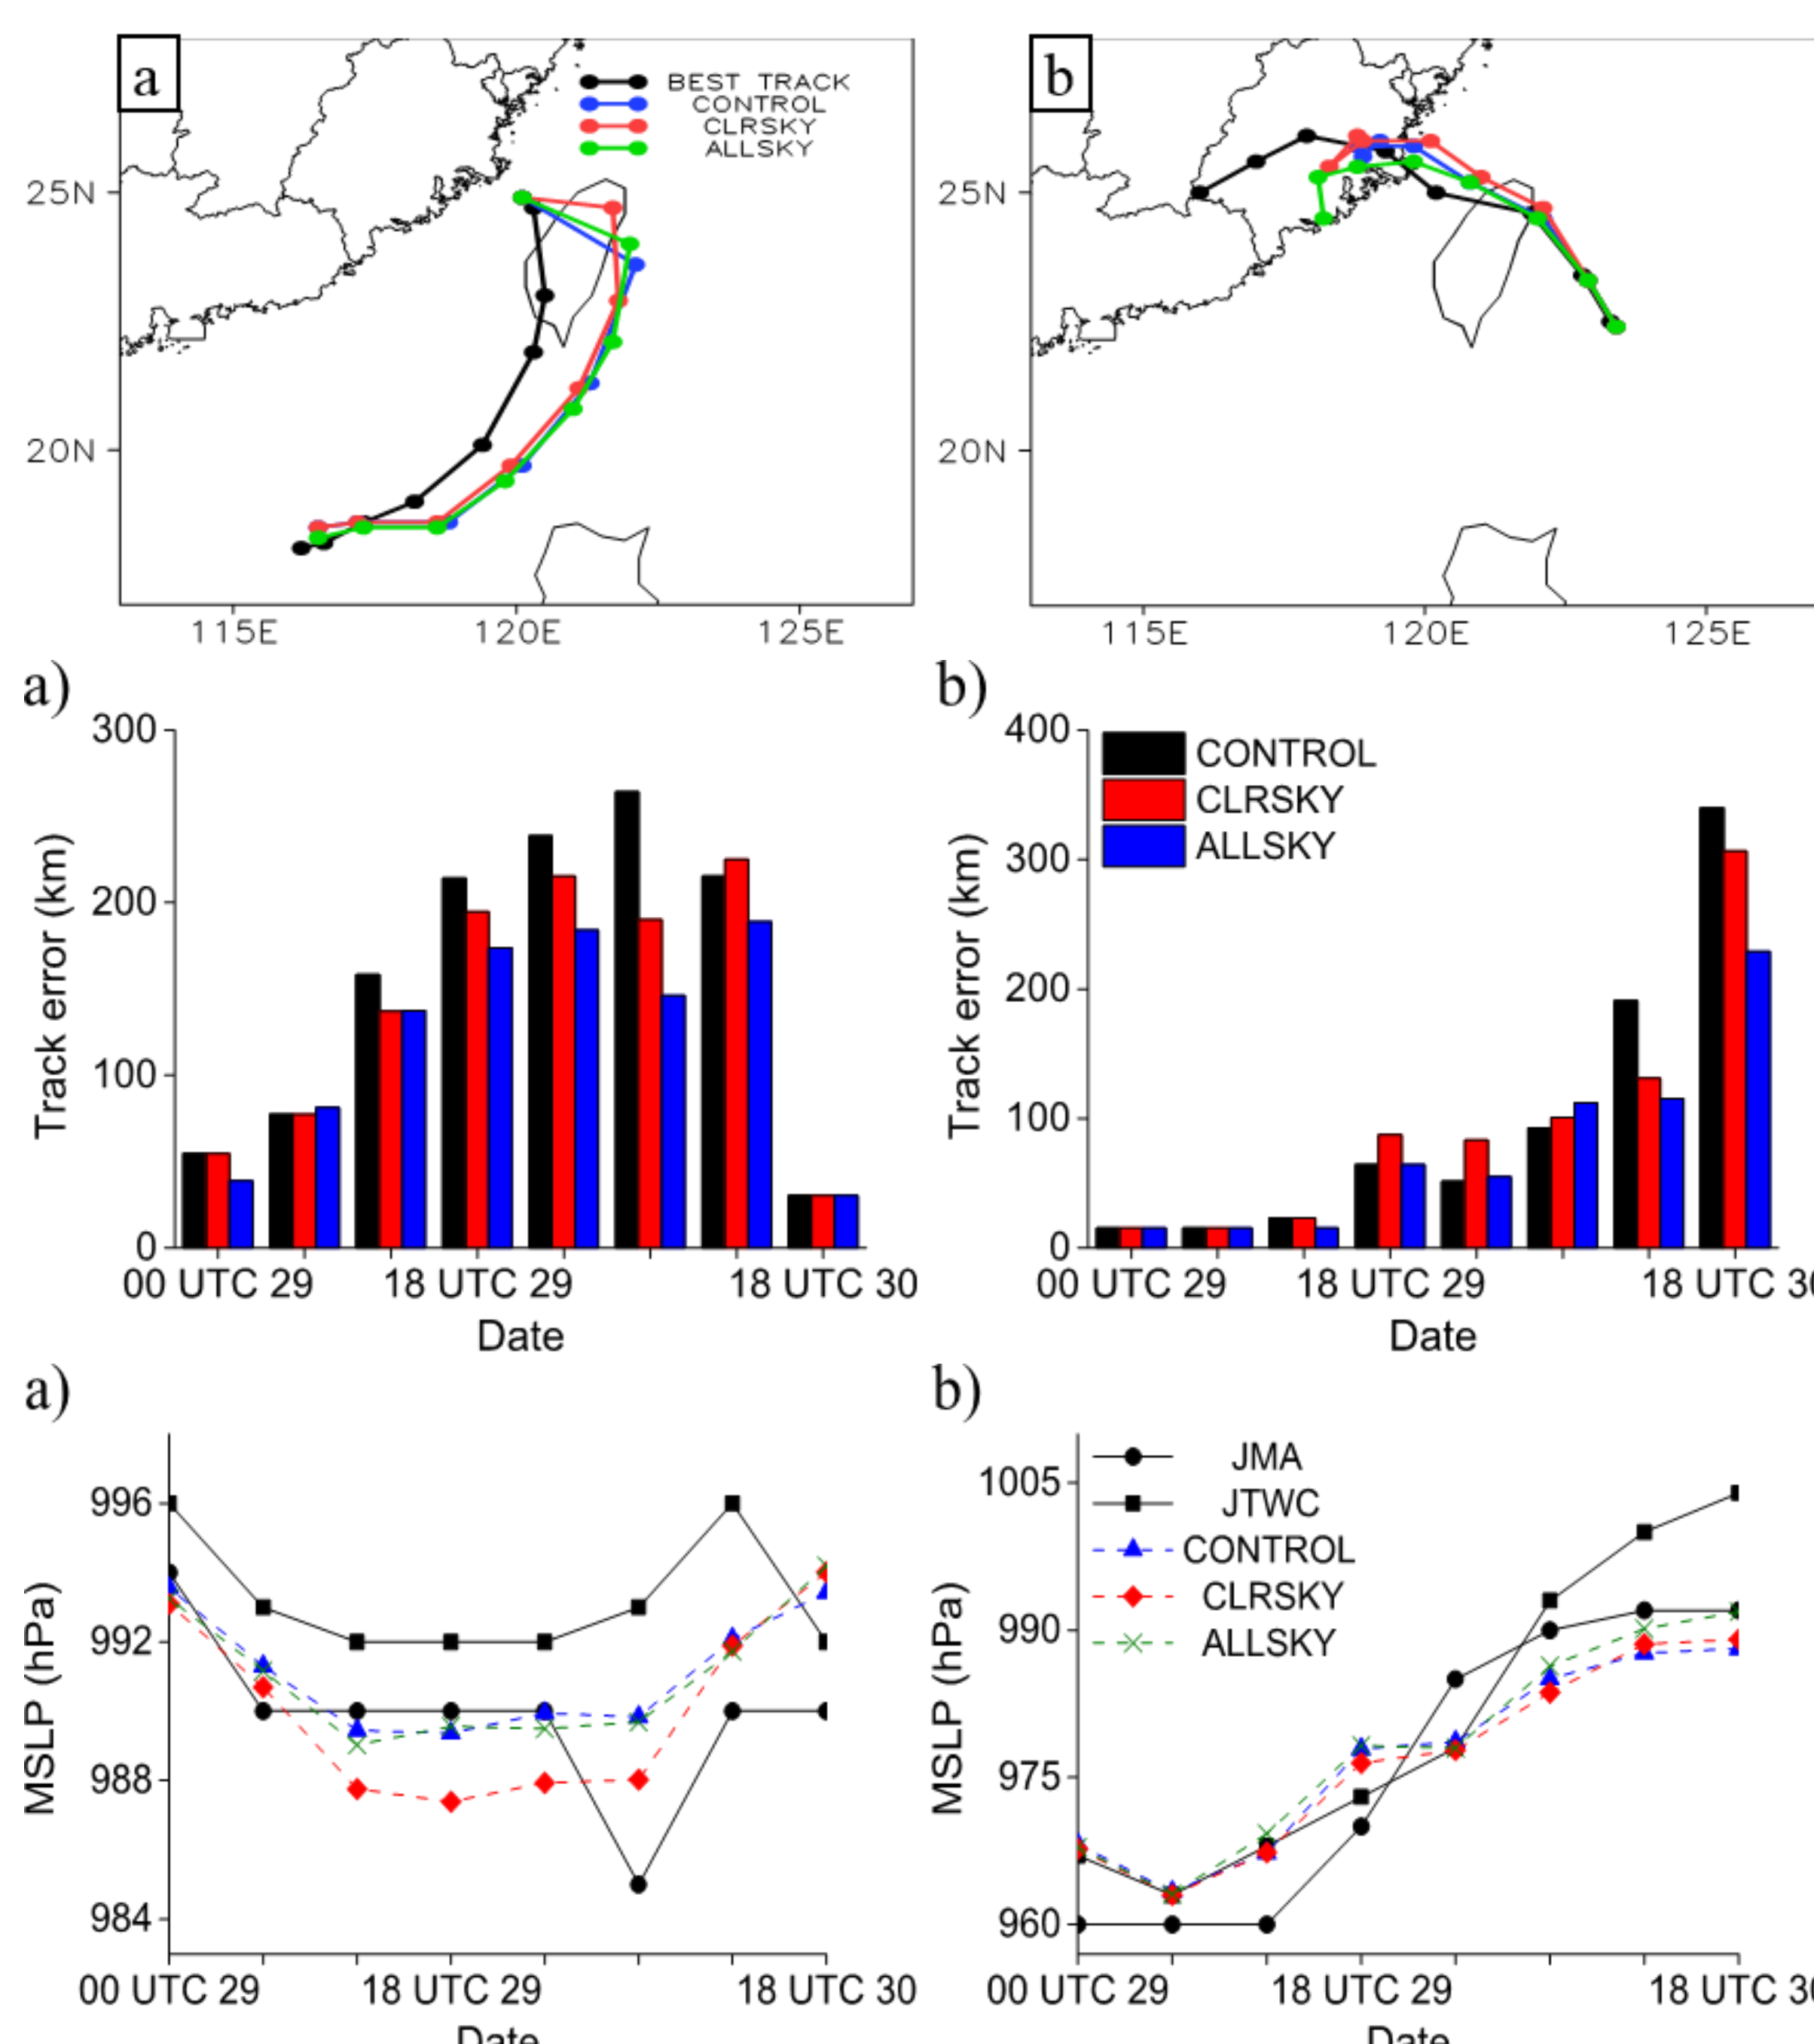 a
BEST TRACK
CONTROL
CLRSKY
ALLSKY
25N
20N
115E 120E 125E
b
25N
20N
115E 120E 125E
a)
300
200
100
0
Track error (km)
00 UTC 29 18 UTC 29 18 UTC 30
Date
b)
400
300
200
100
0
Track error (km)
CONTROL
CLRSKY
ALLSKY
00 UTC 29 18 UTC 29 18 UTC 30
Date
a)
996
992
988
984
MSLP (hPa)
00 UTC 29 18 UTC 29 18 UTC 30
Date
b)
1005
990
975
960
MSLP (hPa)
JMA
JTWC
CONTROL
CLRSKY
ALLSKY
00 UTC 29 18 UTC 29 18 UTC 30
Date